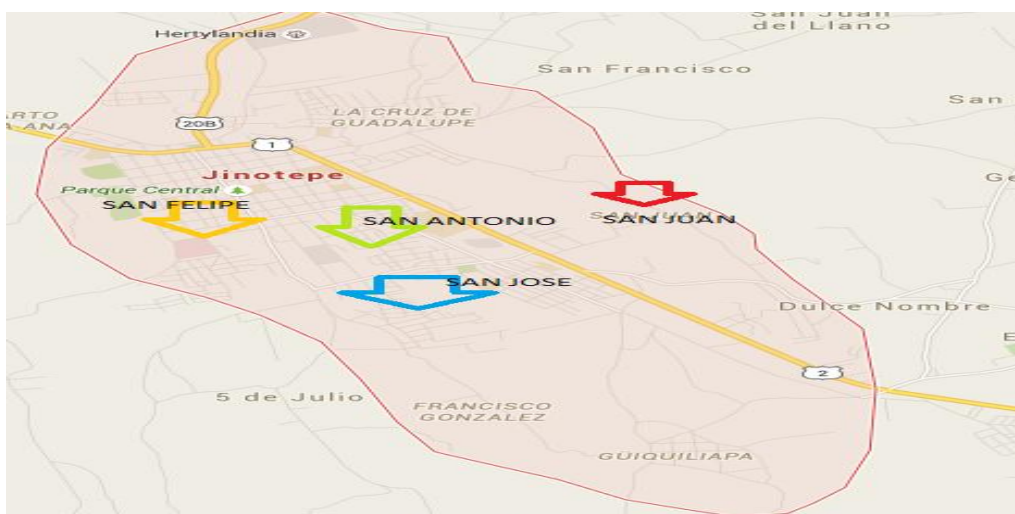 San Juan
del Llano
Hertylandia
San Francisco
San
ARTO
A ANA
20B
LA CRUZ DE
GUADALUPE
1
Jinotepe
Ge
Parque Central
SAN FELIPE
SAN ANTONIO
SAN JUAN
SAN JOSE
Dulce Nombre
E
2
5 de Julio
FRANCISCO
GONZALEZ
GUIQUILIAPA